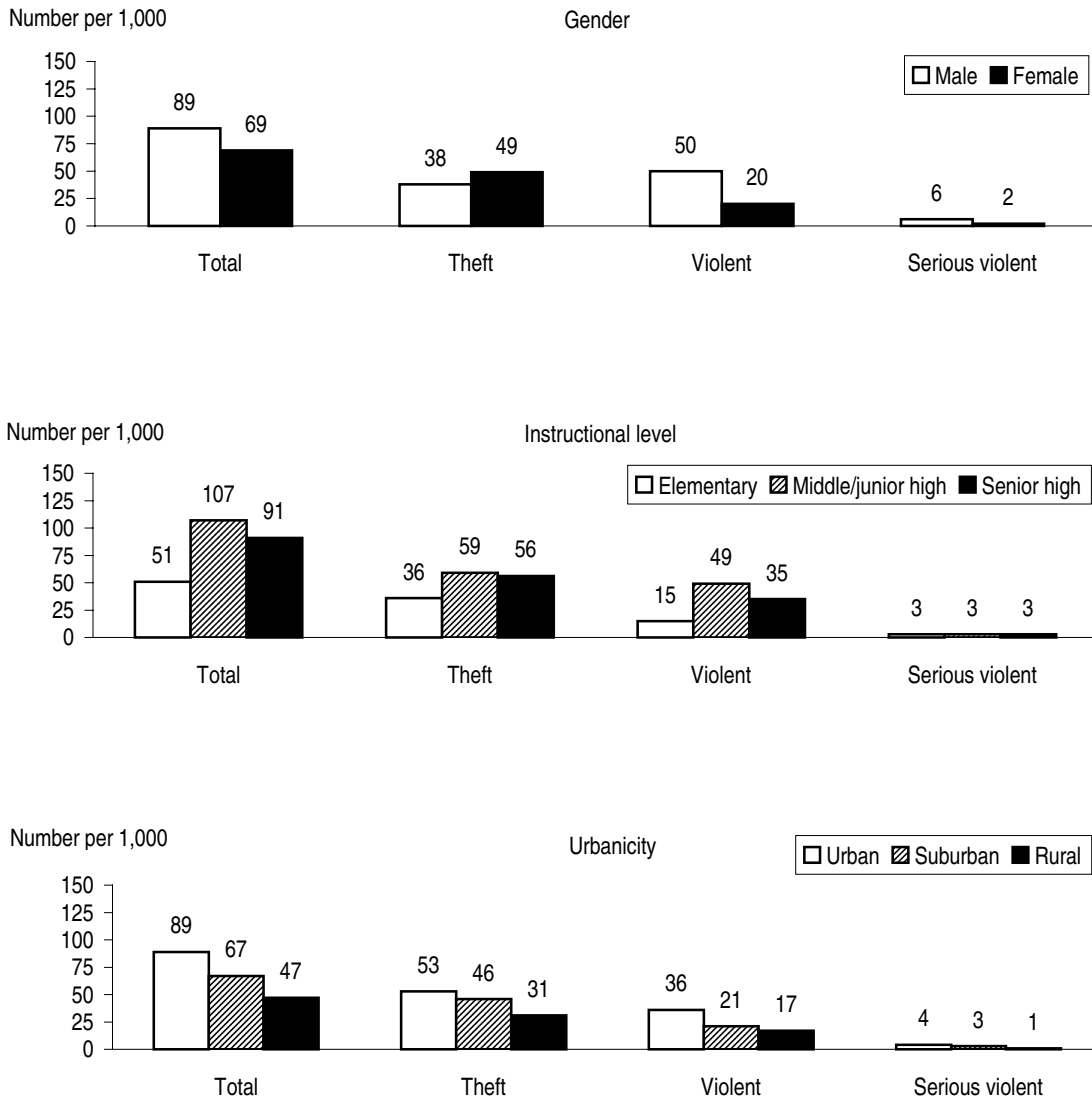 Number per 1,000
Gender
Male Female
150
125
100
75
50
25
0
89 69 38 49 50 20 6 2
Total Theft Violent Serious violent
Number per 1,000
Instructional level
Elementary Middle/junior high Senior high
150
125
100
75
50
25
0
51 107 91 36 59 56 15 49 35 3 3 3
Total Theft Violent Serious violent
Number per 1,000
Urbanicity
Urban Suburban Rural
150
125
100
75
50
25
0
89 67 47 53 46 31 36 21 17 4 3 1
Total Theft Violent Serious violent